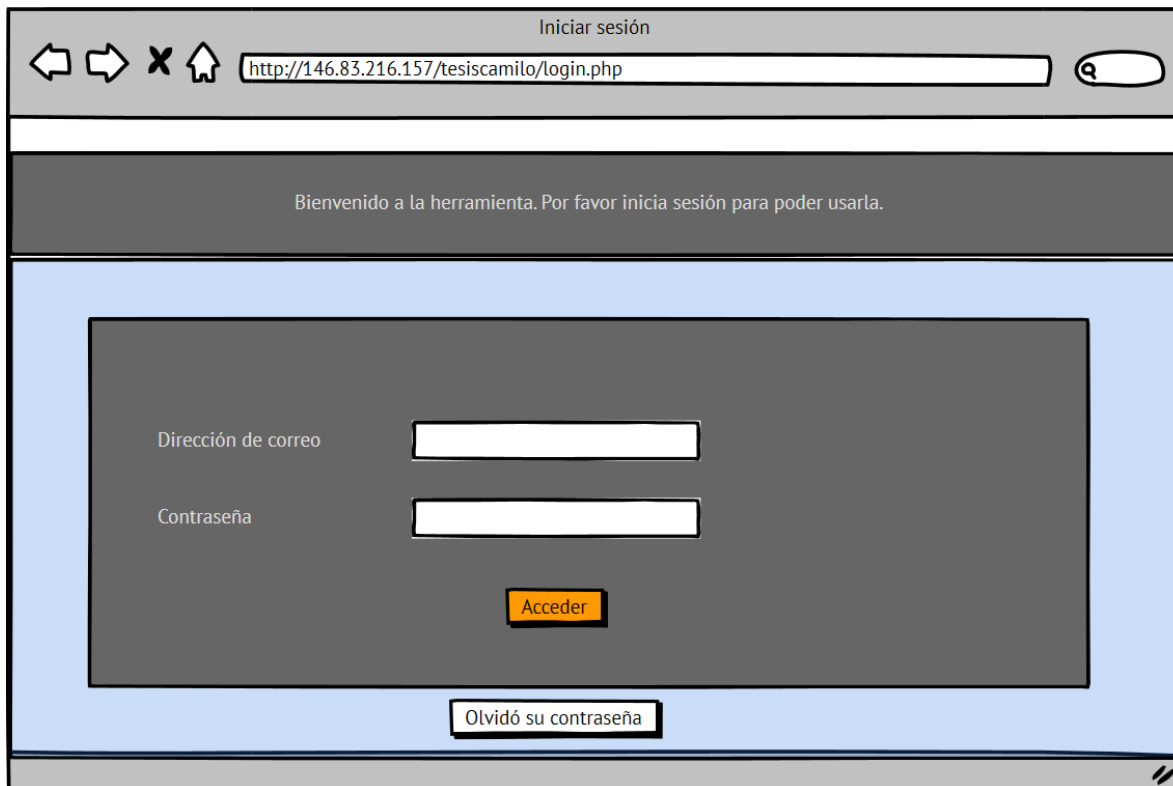 Iniciar sesión
http://146.83.216.157/tesiscamilo/login.php
Bienvenido a la herramienta. Por favor inicia sesión para poder usarla.
Dirección de correo
Contraseña
Acceder
Olvidó su contraseña